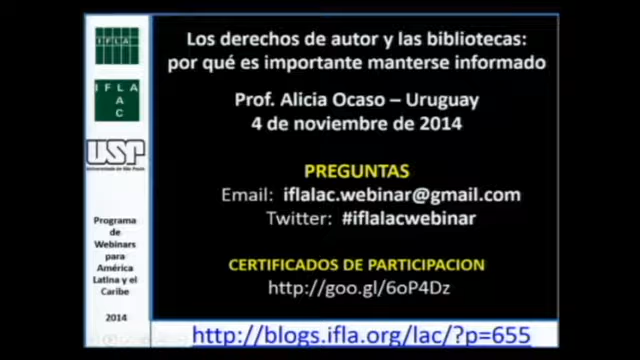 IFLA
IFLA
A
C
USP
Universidade de São Paulo
Programa
de
Webinars
para
América
Latina y el
Caribe
2014
Los derechos de autor y las bibliotecas:
por qué es importante manterse informado
Prof. Alicia Ocaso – Uruguay
4 de noviembre de 2014
PREGUNTAS
Email: iflalac.webinar@gmail.com
Twitter: #iflalacwebinar
CERTIFICADOS DE PARTICIPACION
http://goo.gl/6oP4Dz
http://blogs.ifla.org/lac/?p=655